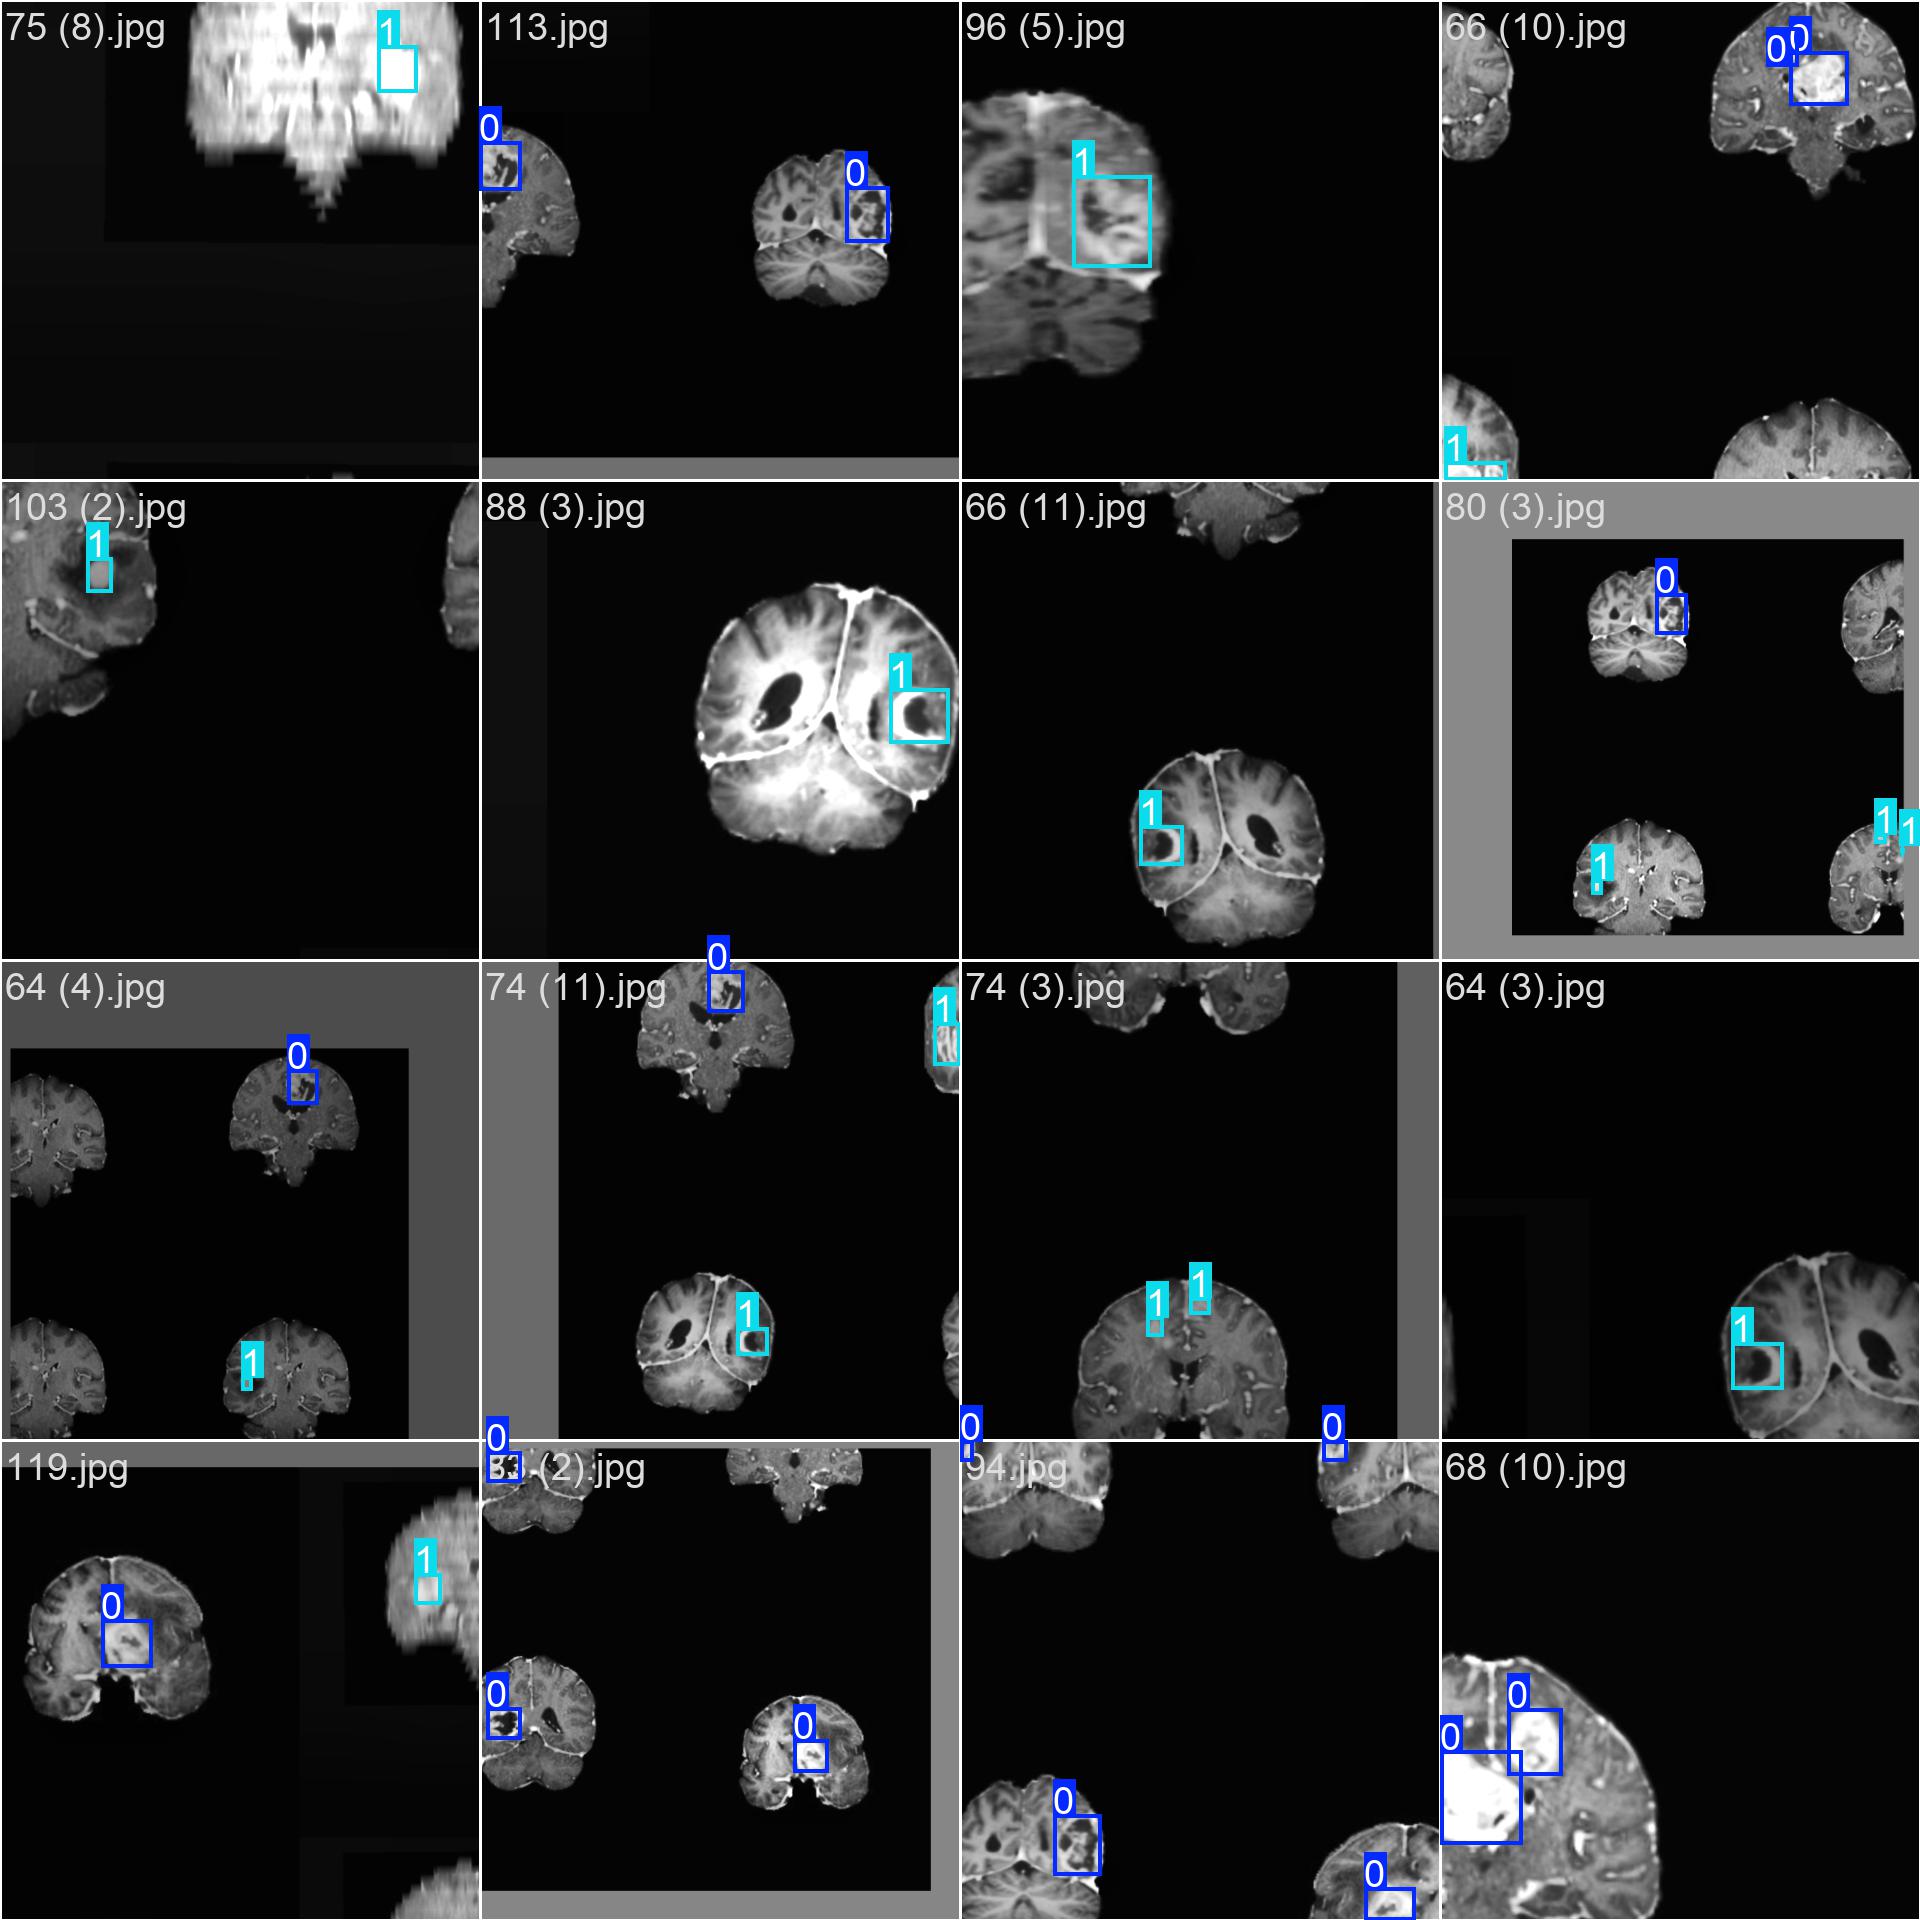 75 (8).jpg
1
113.jpg
0
0
96 (5).jpg
1
66 (10).jpg
0
0
1
103 (2).jpg
1
88 (3).jpg
1
66 (11).jpg
1
80 (3).jpg
0
1
1
1
64 (4).jpg
0
1
74 (11).jpg
0
1
1
74 (3).jpg
1
1
64 (3).jpg
1
119.jpg
0
1
(2).jpg
0
0
0
94.jpg
0
0
0
0
68 (10).jpg
0
0